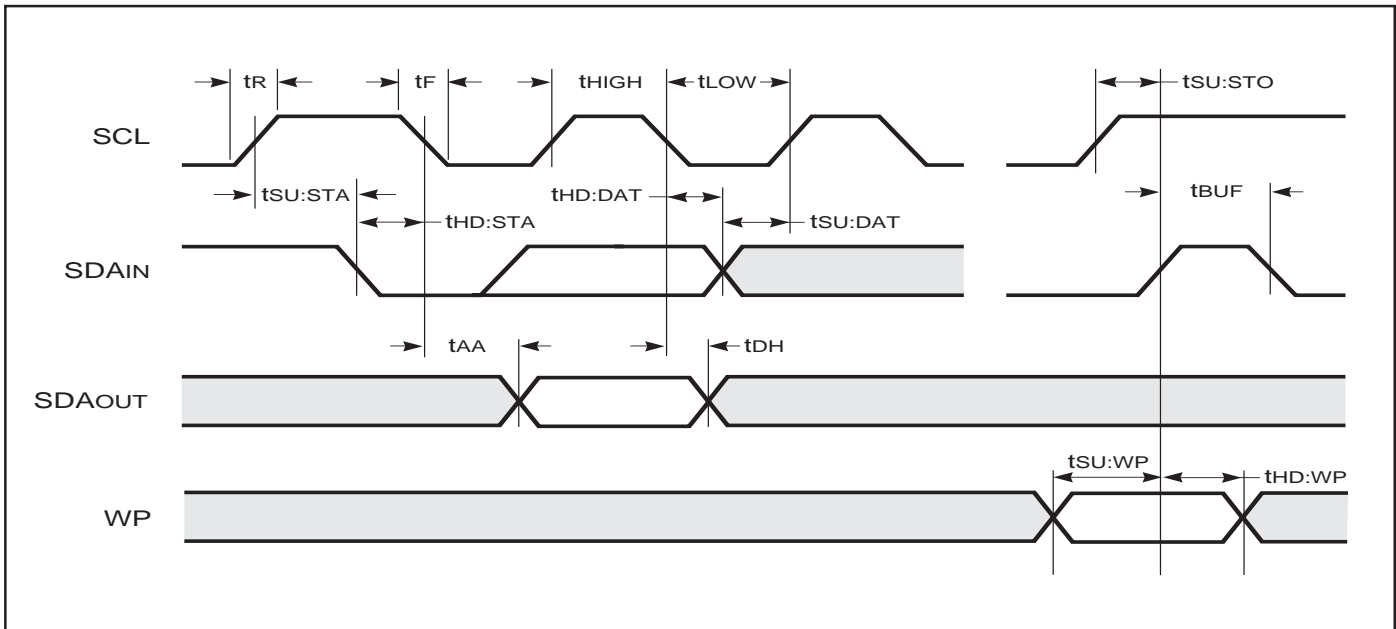 tR
tF
tHIGH
tLOW
tSU:STO
SCL
tSU:STA
tHD:DAT
tBUF
tHD:STA
tSU:DAT
SDAIN
tAA
tDH
SDAOUT
tSU:WP
tHD:WP
WP